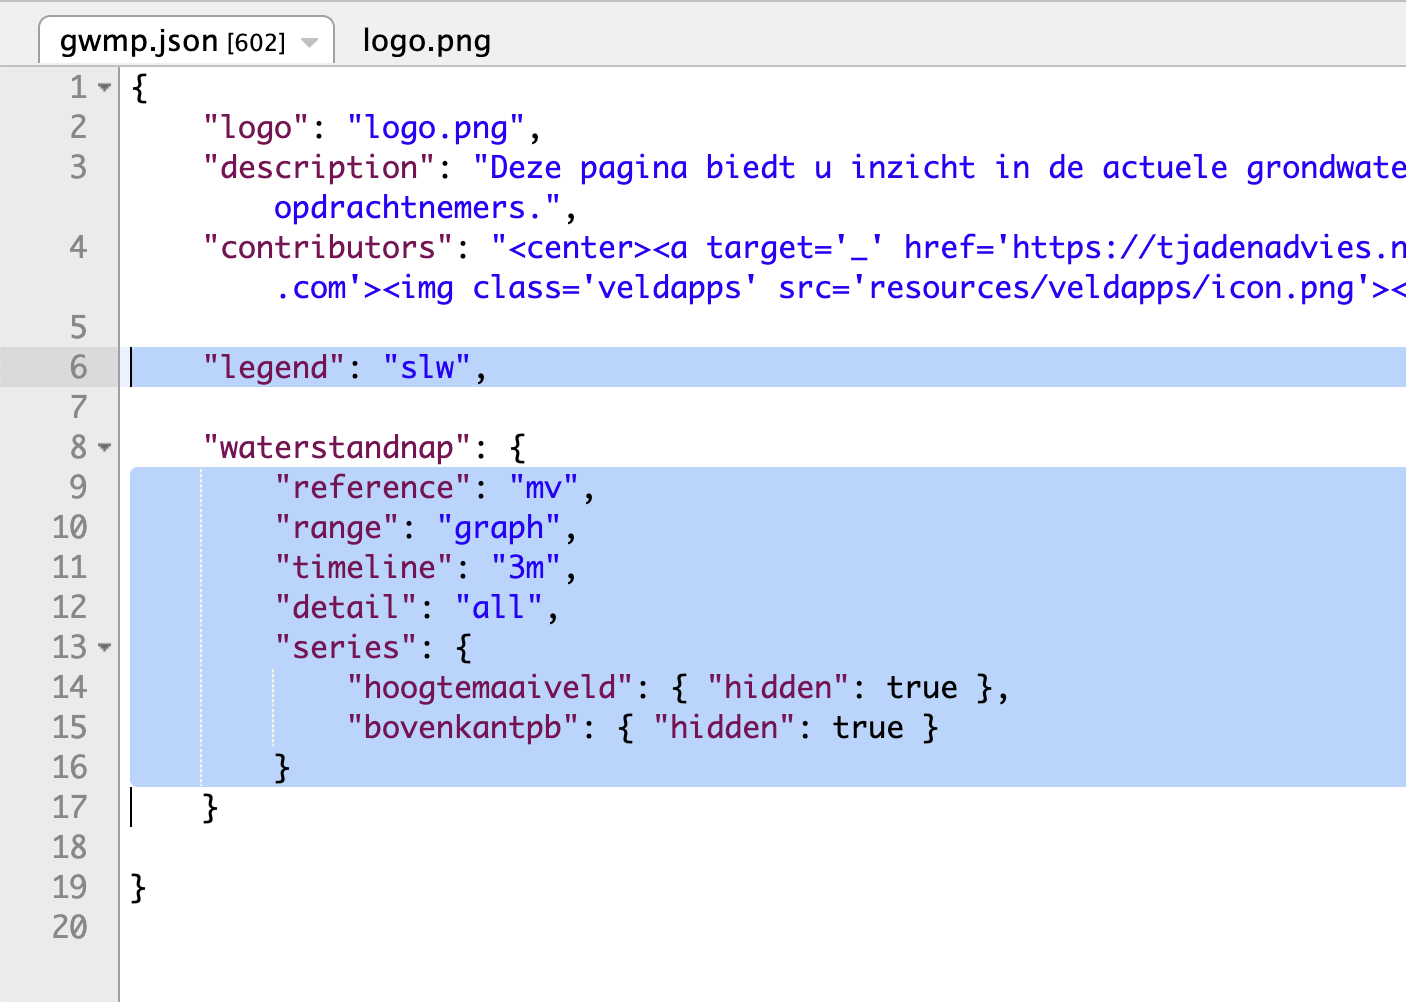 gwmp.json [602] logo.png
1 {
2 "logo": "logo.png",
3 "description": "Deze pagina biedt u inzicht in de actuele grondwate
opdrachtnemers.",
4 "contributors": "<center><a target='_' href='https://tjadenadvies.n
.com'><img class='veldapps' src='resources/veldapps/icon.png'><
5
6 "legend": "slw",
7
8 "waterstandnap": {
9 "reference": "mv",
10 "range": "graph",
11 "timeline": "3m",
12 "detail": "all",
13 "series": {
14 "hoogtemaaiveld": { "hidden": true },
15 "bovenkantpb": { "hidden": true }
16 }
17 }
18
19 }
20